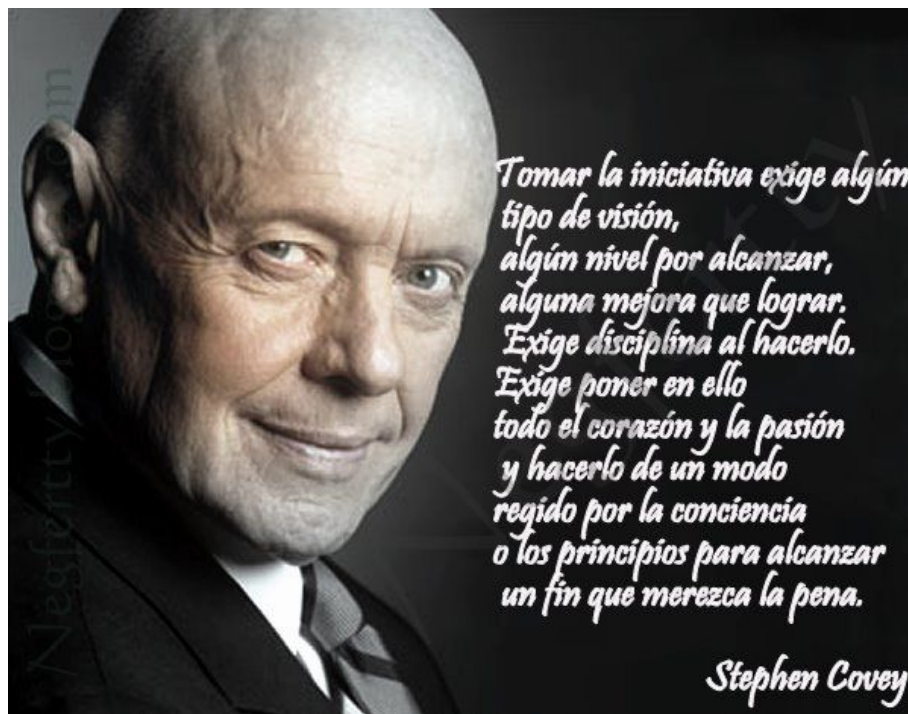 Tomar la iniciativa exige algún
tipo de visión,
algún nivel por alcanzar,
alguna mejora que lograr.
Exige disciplina al hacerlo.
Exige poner en ello
todo el corazón y la pasión
y hacerlo de un modo
regido por la conciencia
o los principios para alcanzar
un fin que merezca la pena.
Stephen Covey